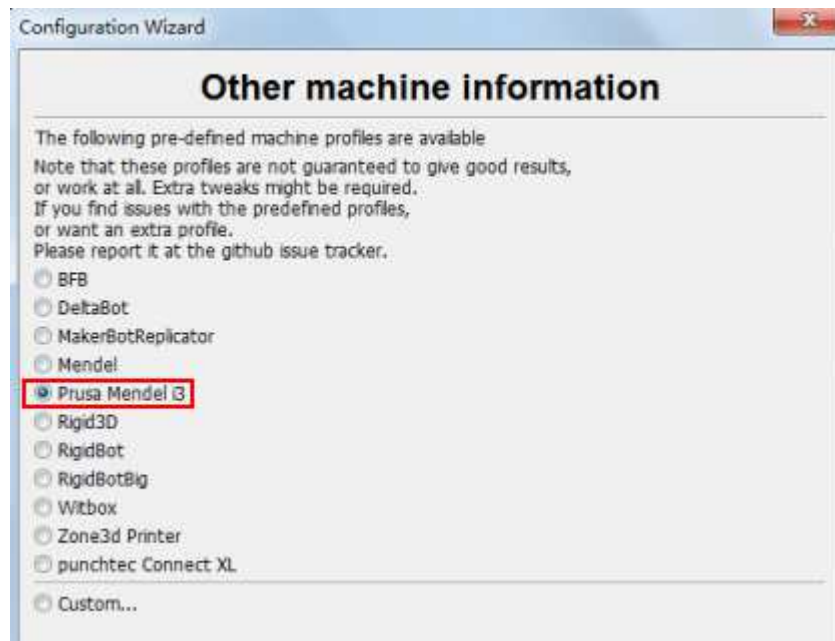 Configuration Wizard
Other machine information
The following pre-defined machine profiles are available
Note that these profiles are not guaranteed to give good results,
or work at all. Extra tweaks might be required.
If you find issues with the predefined profiles,
or want an extra profile.
Please report it at the github issue tracker.
BFB
DeltaBot
MakerBotReplicator
Mendel
Prusa Mendel i3
Rigid3D
RigidBot
RigidBotBig
Witbox
Zone3d Printer
punchtec Connect XL
Custom...